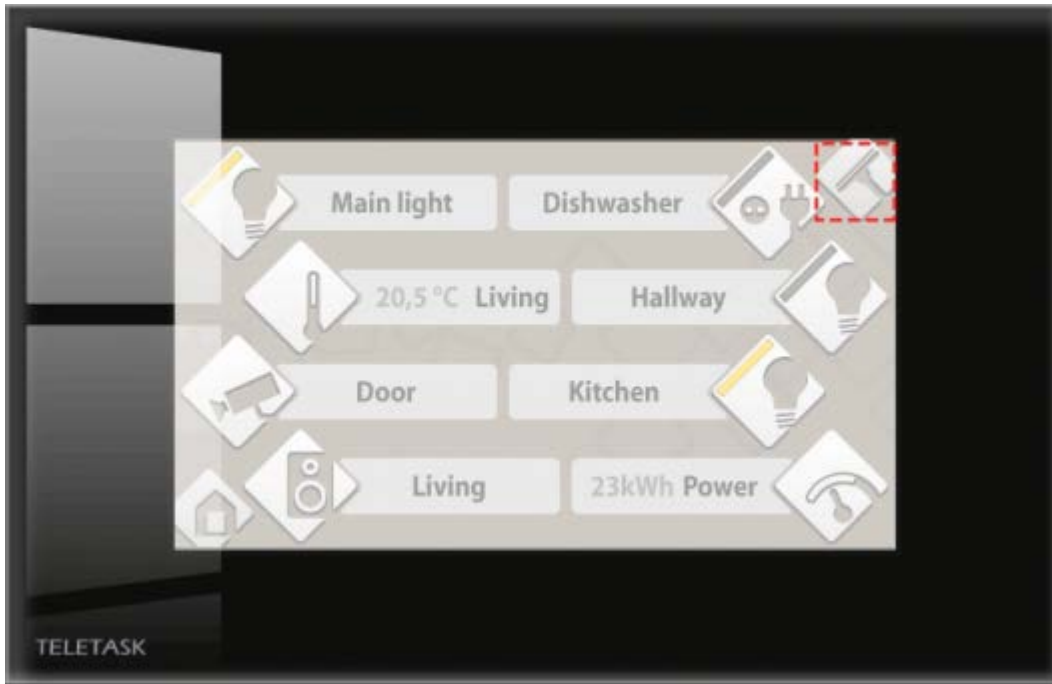 Main light Dishwasher
20,5 °C Living Hallway
Door Kitchen
Living 23kWh Power
TELETASK